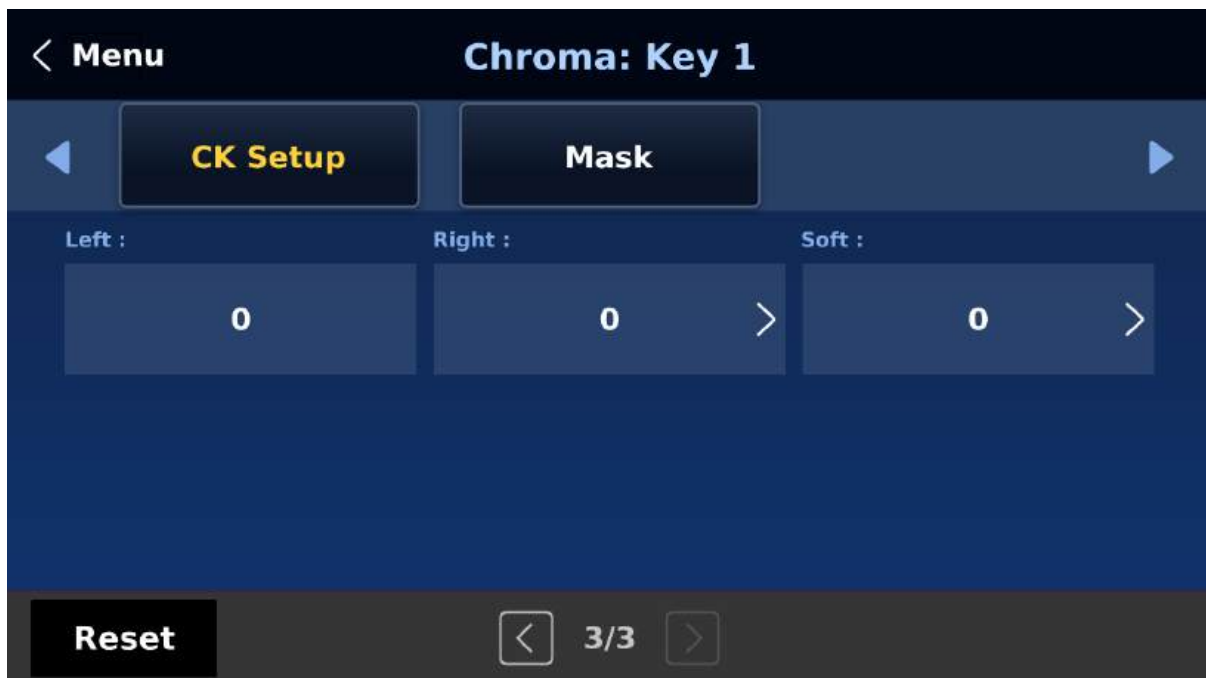 Menu
Chroma: Key 1
CK Setup
Mask
Left :
Right :
Soft :
0
0
0
Reset
3/3